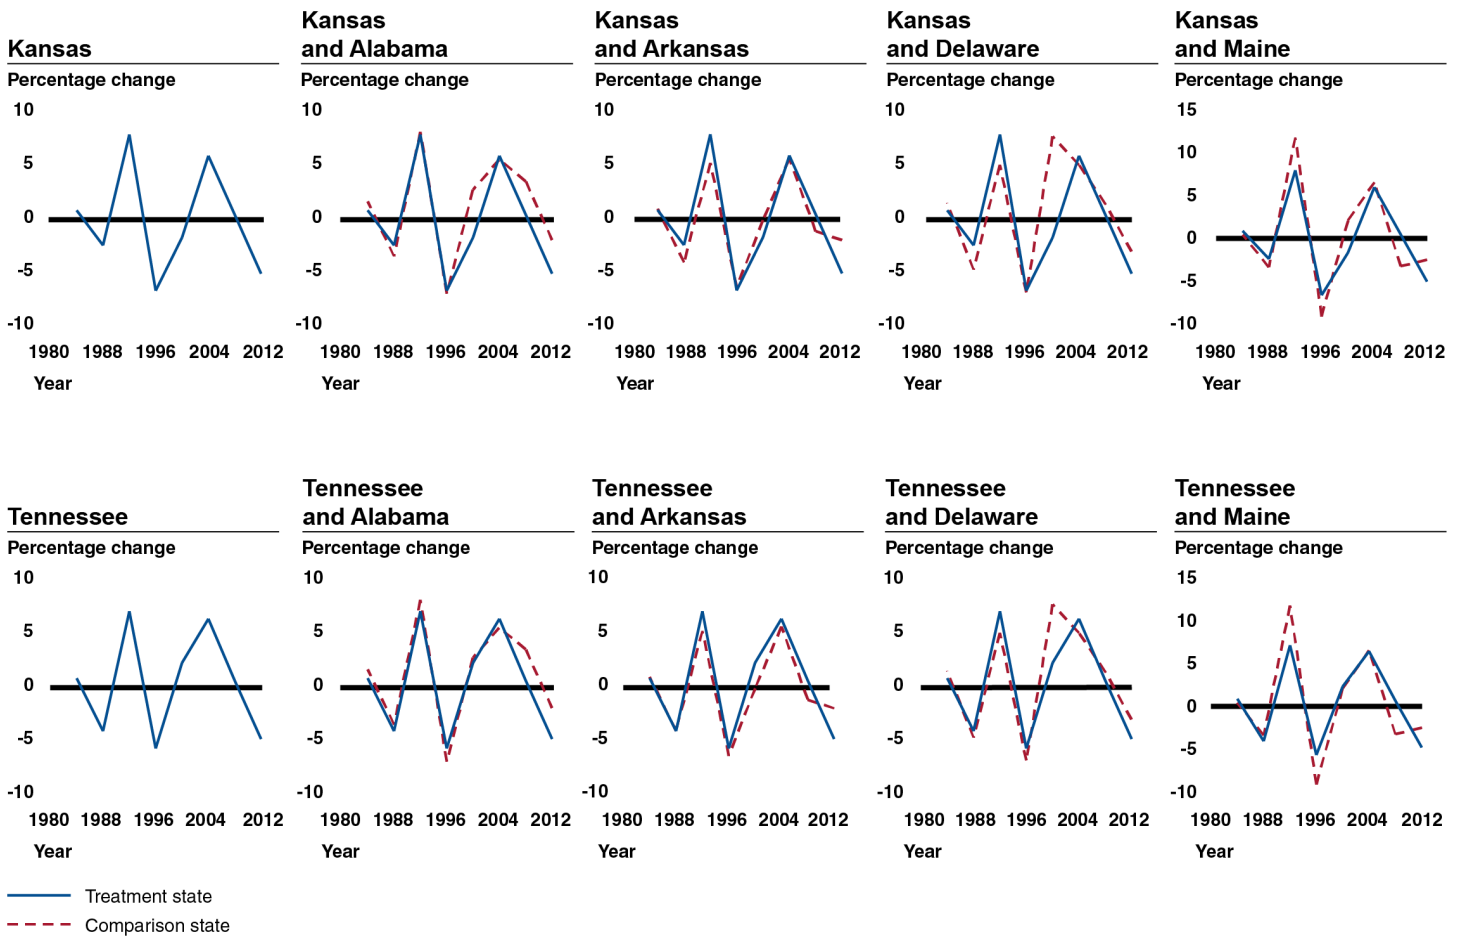 Kansas
Percentage change
10
5
0
-5
-10
1980 1988 1996 2004 2012
Year
Kansas
and Alabama
Percentage change
10
5
0
-5
-10
1980 1988 1996 2004 2012
Year
Kansas
and Arkansas
Percentage change
10
5
0
-5
-10
1980 1988 1996 2004 2012
Year
Kansas
and Delaware
Percentage change
10
5
0
-5
-10
1980 1988 1996 2004 2012
Year
Kansas
and Maine
Percentage change
15
10
5
0
-5
-10
1980 1988 1996 2004 2012
Year
Tennessee
Percentage change
10
5
0
-5
-10
1980 1988 1996 2004 2012
Year
Tennessee
and Alabama
Percentage change
10
5
0
-5
-10
1980 1988 1996 2004 2012
Year
Tennessee
and Arkansas
Percentage change
10
5
0
-5
-10
1980 1988 1996 2004 2012
Year
Tennessee
and Delaware
Percentage change
10
5
0
-5
-10
1980 1988 1996 2004 2012
Year
Tennessee
and Maine
Percentage change
15
10
5
0
-5
-10
1980 1988 1996 2004 2012
Year
Treatment state
Comparison state